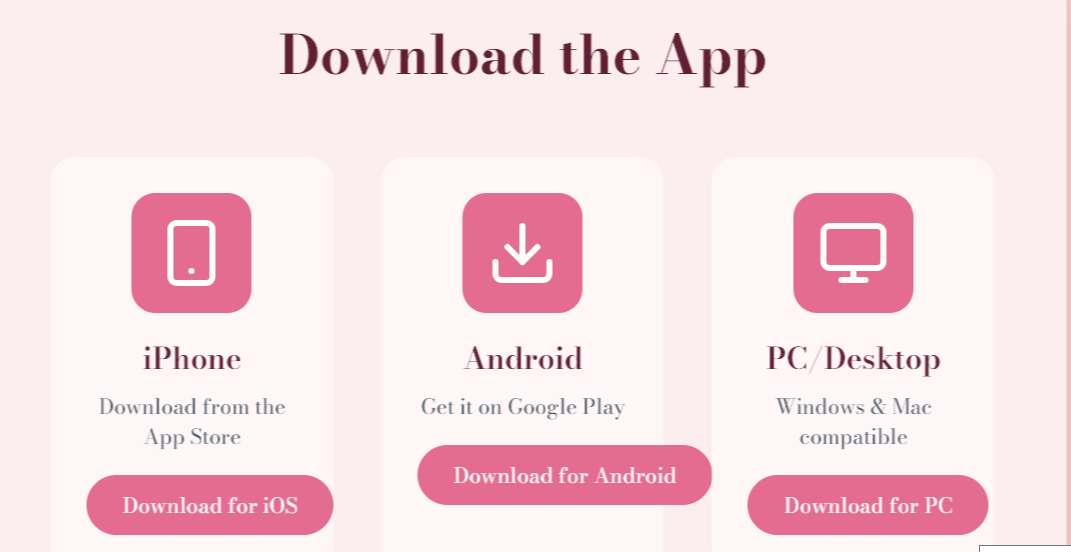 Download the App
iPhone
Download from the
App Store
Download for iOS
Android
Get it on Google Play
Download for Android
PC/Desktop
Windows & Mac
compatible
Download for PC